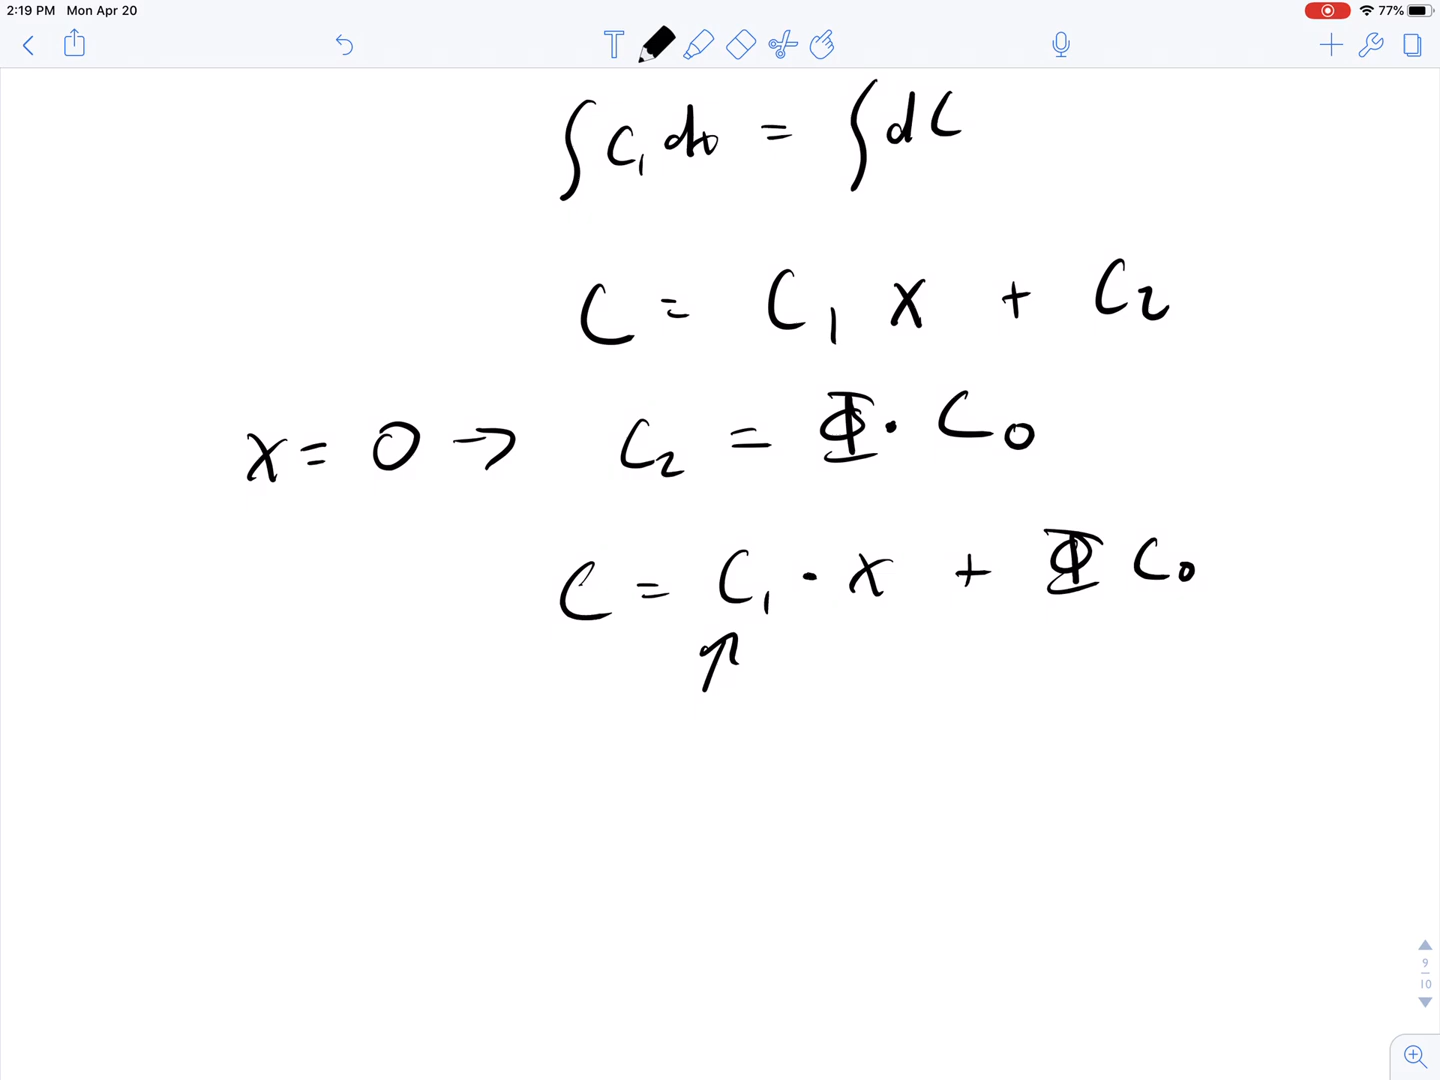 2:19 PM Mon Apr 20 77%
T
∫ C₁ dx = ∫ dC
C = C₁ x + C₂
x = 0 → C₂ = Φ · C₀
C = C₁ · x + Φ C₀
↑
9
10